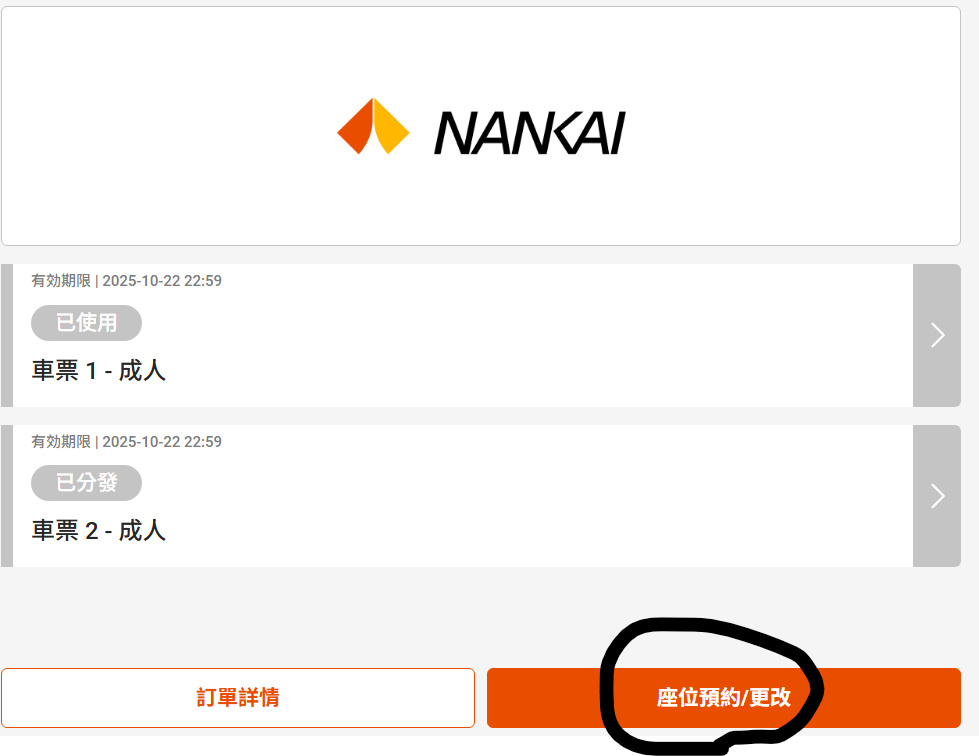 NANKAI
有効期限 | 2025-10-22 22:59
已使用
車票 1 - 成人
有効期限 | 2025-10-22 22:59
已分發
車票 2 - 成人
訂單詳情
座位預約/更改